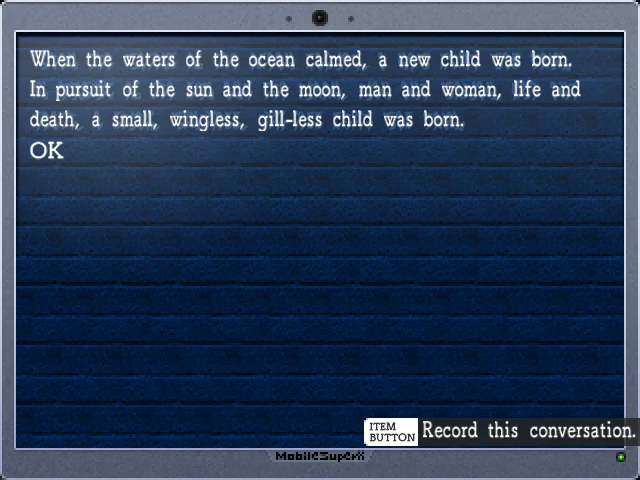 When the waters of the ocean calmed, a new child was born.
In pursuit of the sun and the moon, man and woman, life and
death, a small, wingless, gill-less child was born.
OK
ITEM
BUTTON
Record this conversation.
MobileSuperX